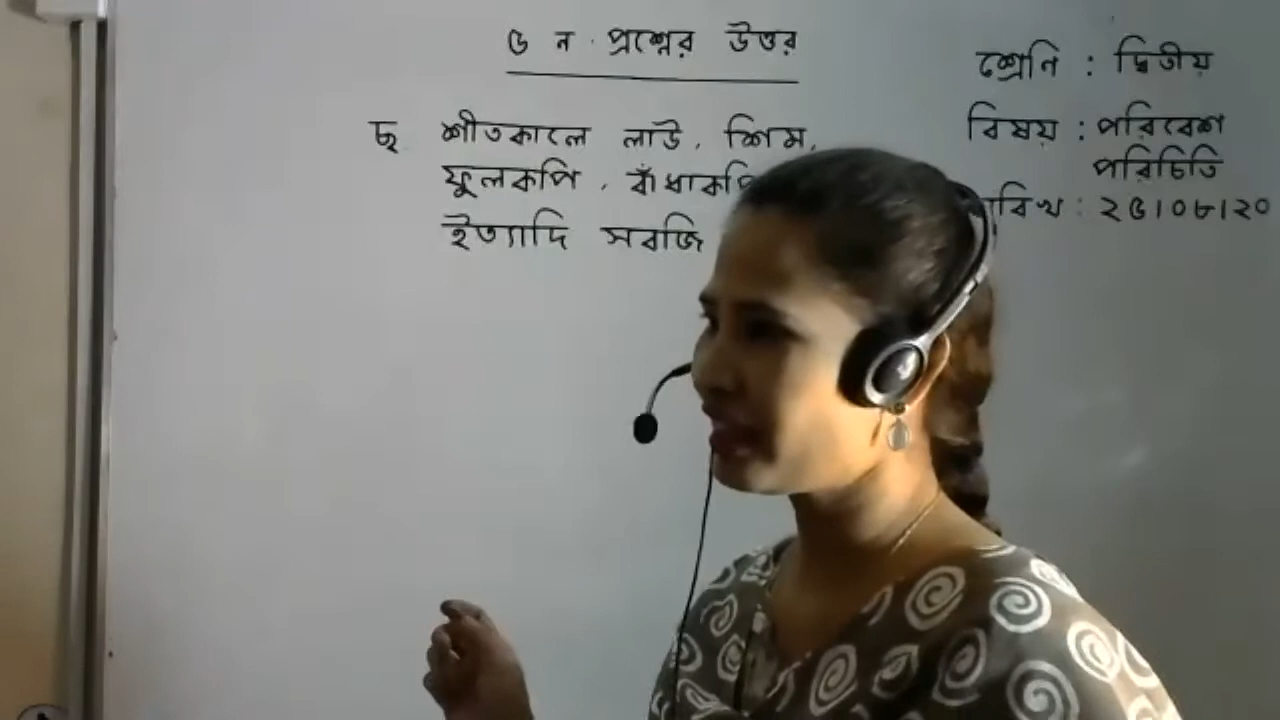 ৬ ন. প্রশ্নের উত্তর
চ শীতকালে লাউ, শিম,
ফুলকপি, বাঁধাকপি
ইত্যাদি সবজি
শ্রেনি : দ্বিতীয়
বিষয় : পরিবেশ
পরিচিতি
২৫।০৮।২০